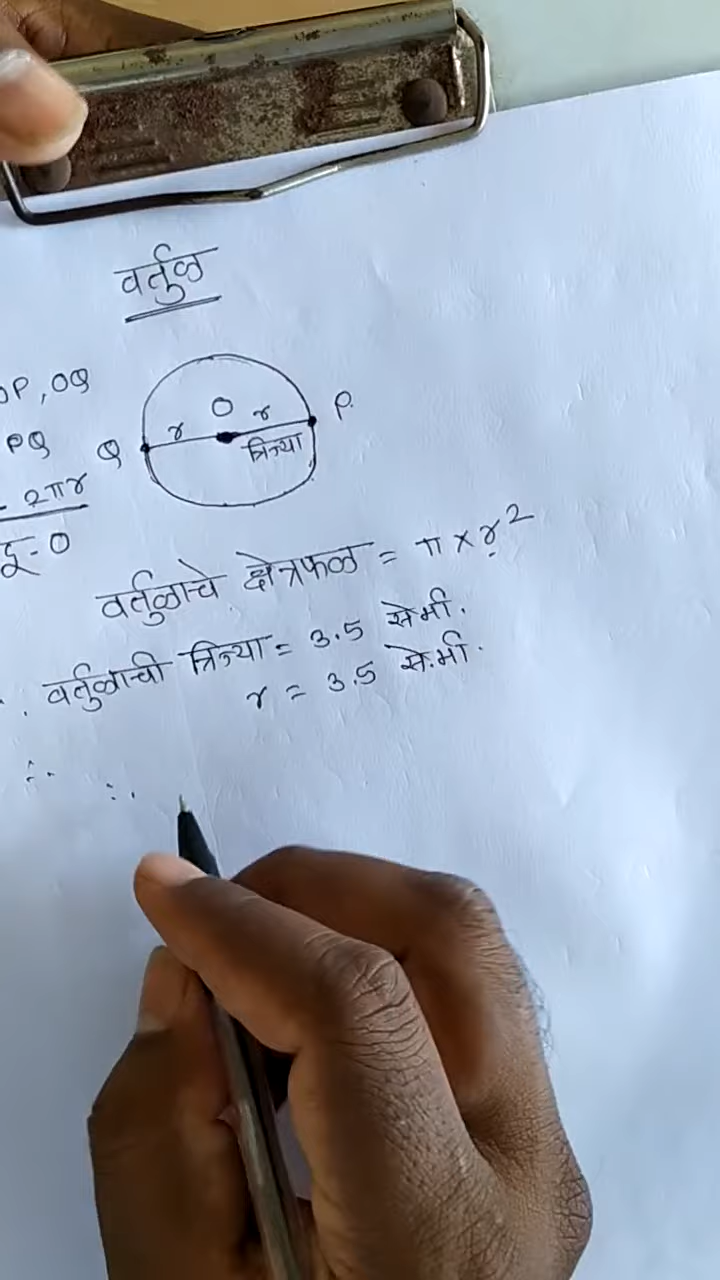 वर्तुळ
OP, OQ
PQ
Q r O r P.
त्रिज्या
- 2πr
- O
वर्तुळाचे क्षेत्रफळ = π × r²
∴ वर्तुळाची त्रिज्या = 3.5 सेमी.
r = 3.5 से.मी.
∴ ∴